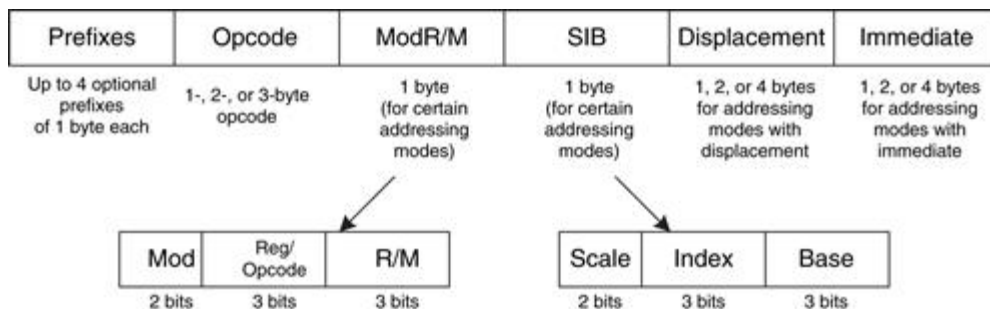 Prefixes Opcode ModR/M SIB Displacement Immediate
Up to 4 optional
prefixes
of 1 byte each
1-, 2-, or 3-byte
opcode
1 byte
(for certain
addressing
modes)
1 byte
(for certain
addressing
modes)
1, 2, or 4 bytes
for addressing
modes with
displacement
1, 2, or 4 bytes
for addressing
modes with
immediate
Mod Reg/
Opcode R/M
2 bits 3 bits 3 bits
Scale Index Base
2 bits 3 bits 3 bits